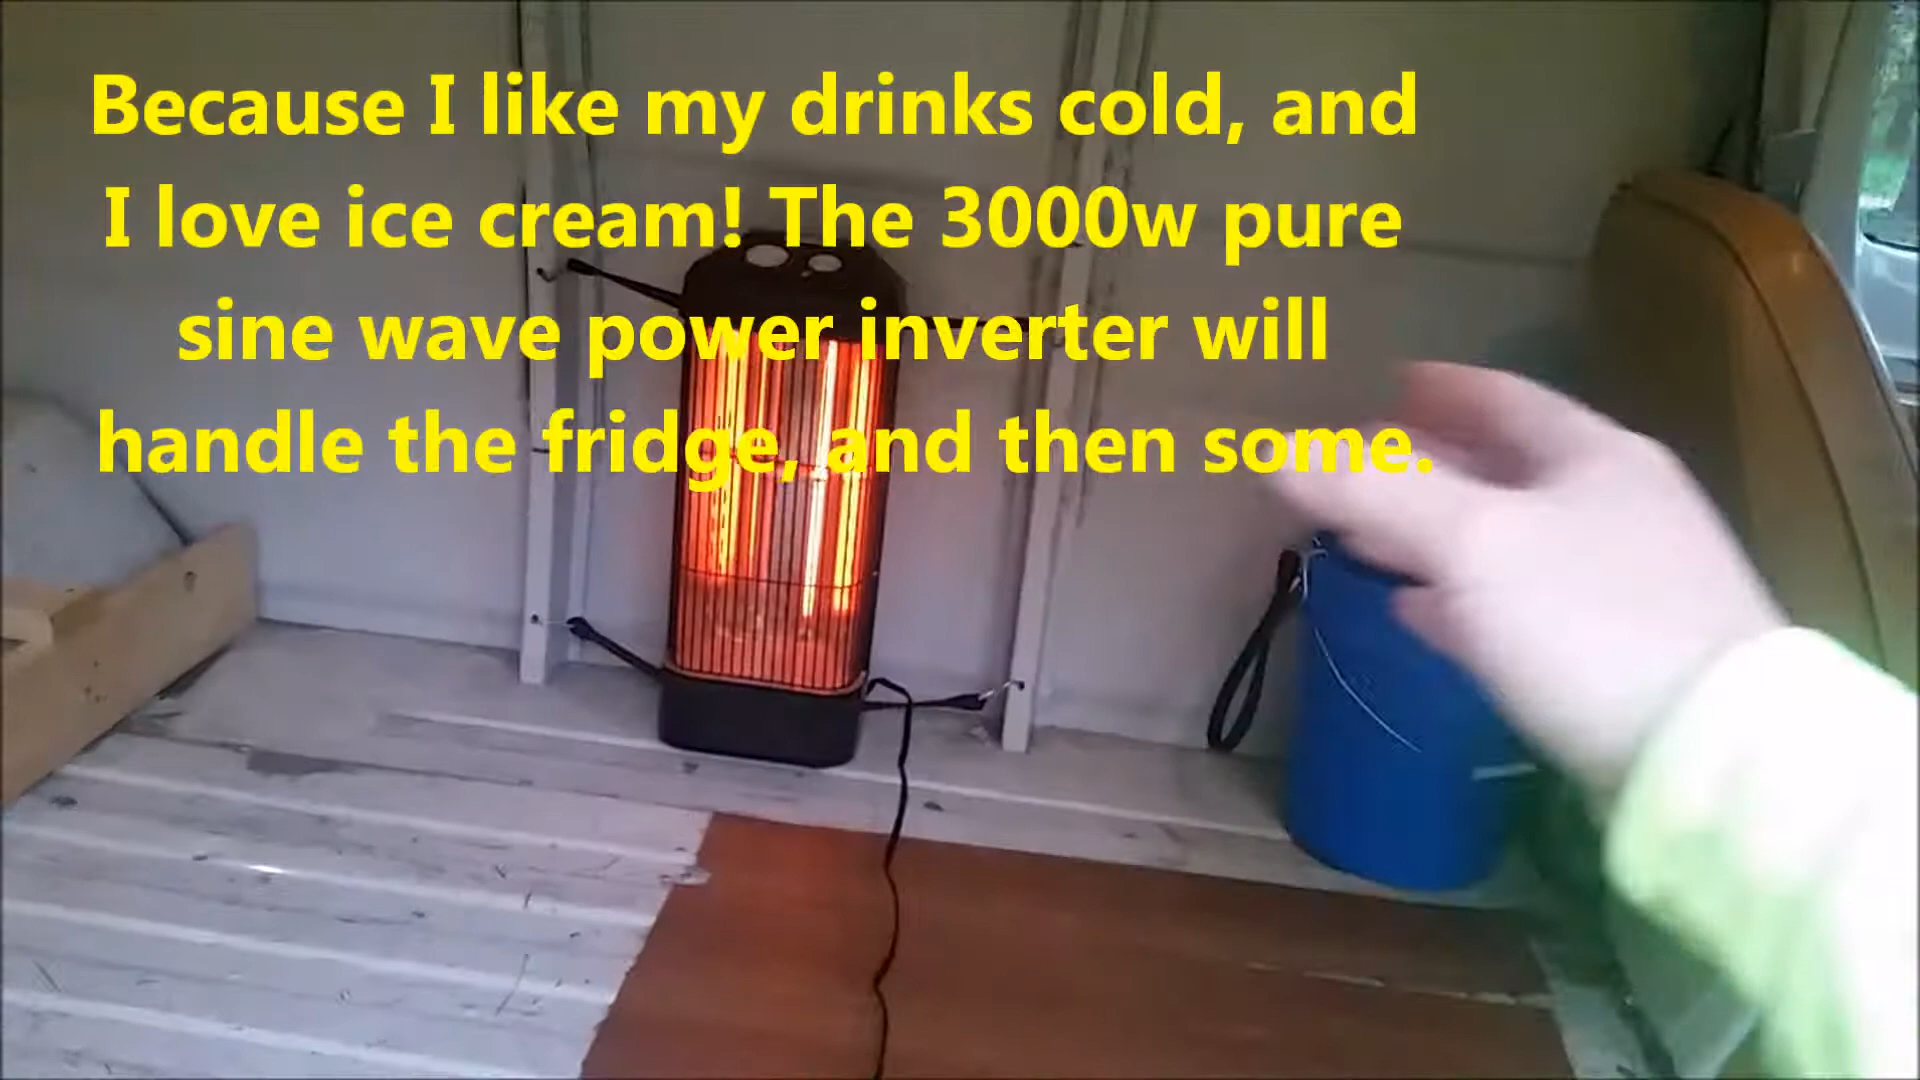 Because I like my drinks cold, and
I love ice cream! The 3000w pure
sine wave power inverter will
handle the fridge, and then some.